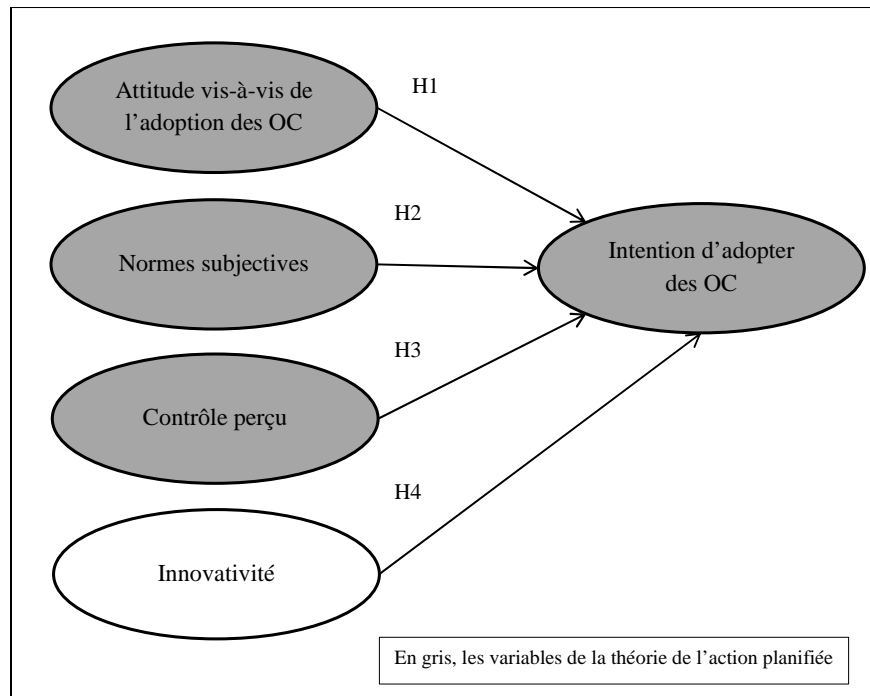 Attitude vis-à-vis de
l’adoption des OC
H1
Normes subjectives
H2
Intention d’adopter
des OC
Contrôle perçu
H3
Innovativité
H4
En gris, les variables de la théorie de l’action planifiée